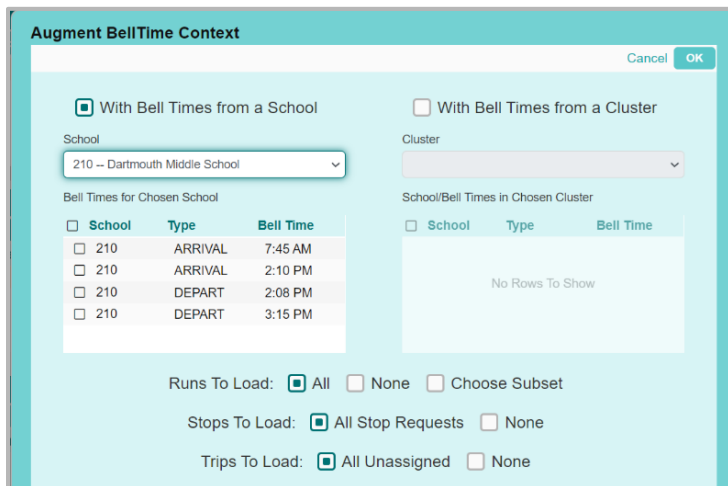 Augment BellTime Context
Cancel OK
With Bell Times from a School
With Bell Times from a Cluster
School
Cluster
210 -- Dartmouth Middle School
Bell Times for Chosen School
School/Bell Times in Chosen Cluster
School Type Bell Time
210 ARRIVAL 7:45 AM
210 ARRIVAL 2:10 PM
210 DEPART 2:08 PM
210 DEPART 3:15 PM
School Type Bell Time
No Rows To Show
Runs To Load: All None Choose Subset
Stops To Load: All Stop Requests None
Trips To Load: All Unassigned None